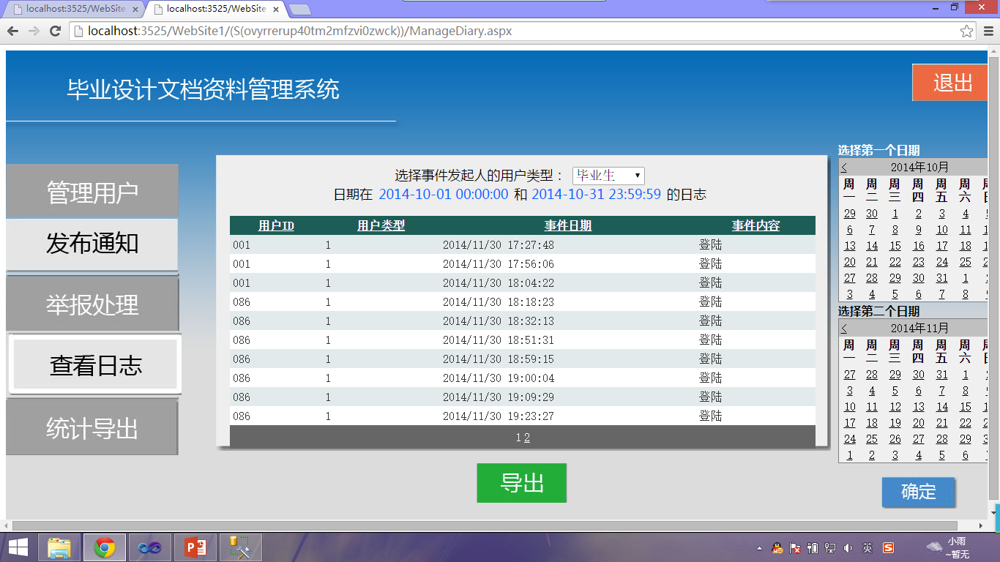 localhost:3525/WebSite
localhost:3525/WebSite
localhost:3525/WebSite1/(S(ovyrrerup40tm2mfzvi0zwck))/ManageDiary.aspx
毕业设计文档资料管理系统
退出
管理用户
发布通知
举报处理
查看日志
统计导出
选择事件发起人的用户类型： 毕业生
日期在 2014-10-01 00:00:00 和 2014-10-31 23:59:59 的日志
用户ID 用户类型 事件日期 事件内容
001 1 2014/11/30 17:27:48 登陆
001 1 2014/11/30 17:56:06 登陆
001 1 2014/11/30 18:04:22 登陆
086 1 2014/11/30 18:18:23 登陆
086 1 2014/11/30 18:32:13 登陆
086 1 2014/11/30 18:51:31 登陆
086 1 2014/11/30 18:59:15 登陆
086 1 2014/11/30 19:00:04 登陆
086 1 2014/11/30 19:09:29 登陆
086 1 2014/11/30 19:23:27 登陆
1 2
导出
选择第一个日期
< 2014年10月
周一 周二 周三 周四 周五 周六
29 30 1 2 3 4
6 7 8 9 10 11
13 14 15 16 17 18
20 21 22 23 24 25
27 28 29 30 31 1
3 4 5 6 7 8
选择第二个日期
< 2014年11月
周一 周二 周三 周四 周五 周六
27 28 29 30 31 1
3 4 5 6 7 8
10 11 12 13 14 15
17 18 19 20 21 22
24 25 26 27 28 29
1 2 3 4 5 6
确定
英
小雨
~暂无